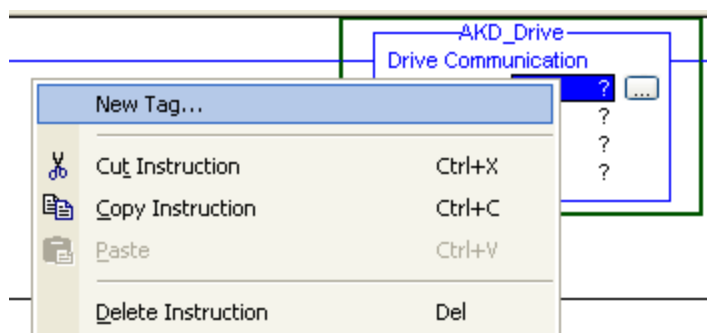 AKD_Drive
Drive Communication
? ...
?
?
?
New Tag...
Cut Instruction Ctrl+X
Copy Instruction Ctrl+C
Paste Ctrl+V
Delete Instruction Del